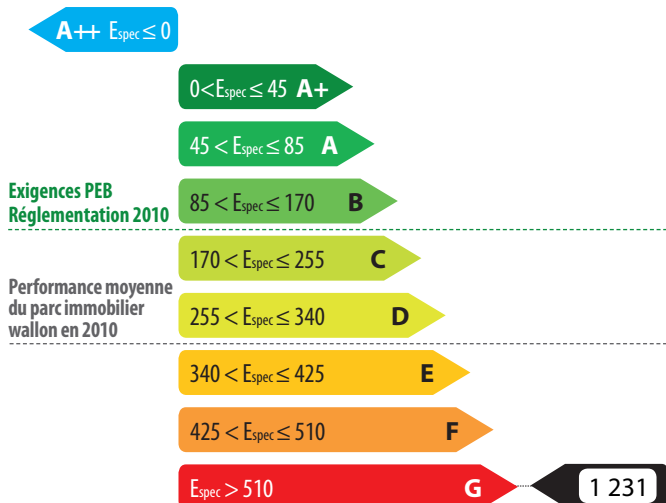 A++ Espec ≤ 0
0<Espec ≤ 45 A+
45 < Espec ≤ 85 A
Exigences PEB
Réglementation 2010
85 < Espec ≤ 170 B
170 < Espec ≤ 255 C
Performance moyenne
du parc immobilier
wallon en 2010
255 < Espec ≤ 340 D
340 < Espec ≤ 425 E
425 < Espec ≤ 510 F
Espec > 510 G
1 231